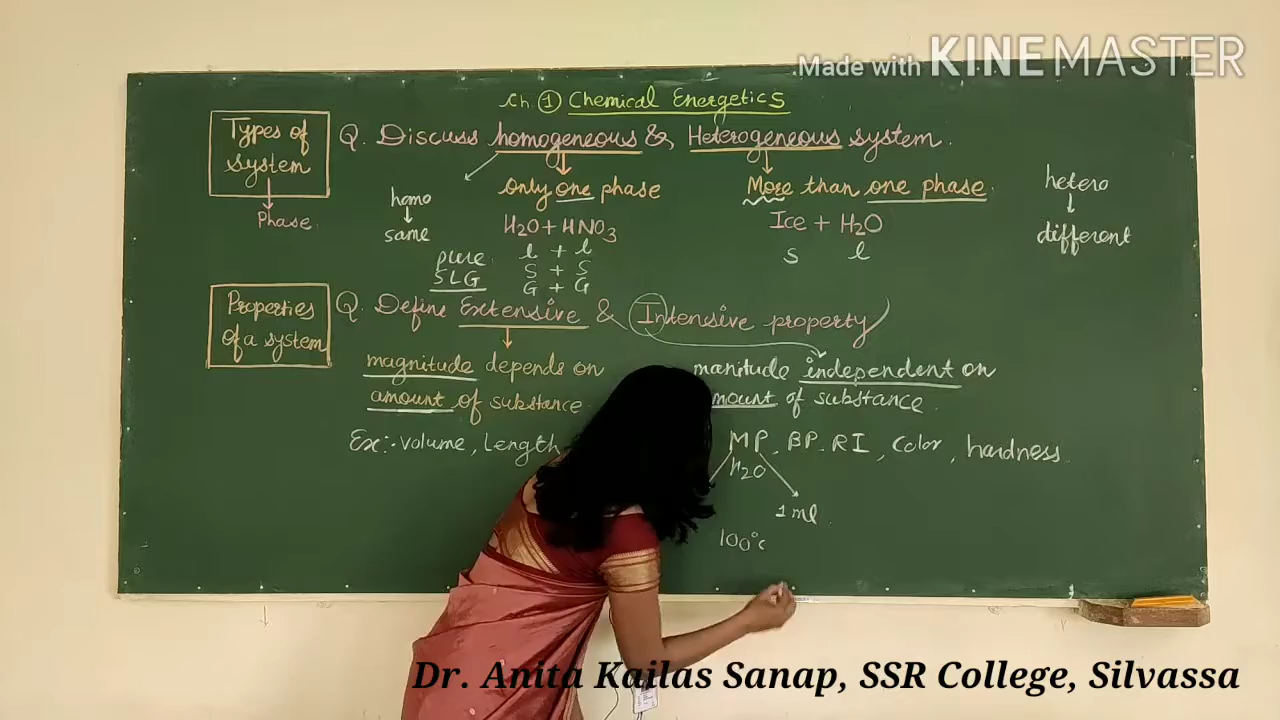 Made with KINEMASTER
Ch ① Chemical Energetics
Types of system
Phase
Q. Discuss homogeneous & Heterogeneous system.
homo
same
Only one phase
H₂O + HNO₃
l + l
S + S
G + G
pure
SLG
More than one phase
Ice + H₂O
s l
hetero
different
Properties of a system
Q. Define Extensive & Intensive property
magnitude depends on
amount of substance
Ex:- volume, length
manitude independent on
mount of substance.
MP, BP, RI, Color, hardness
H₂O
1 ml
100°c
Dr. Anita Kailas Sanap, SSR College, Silvassa